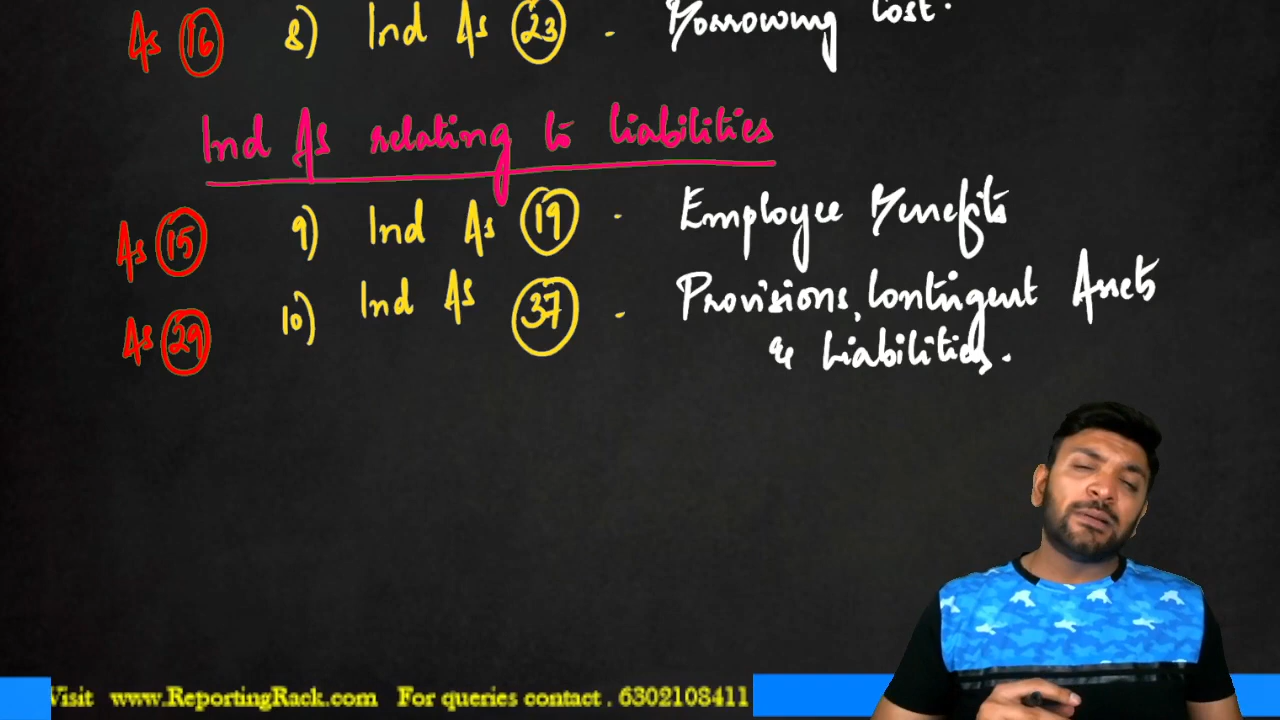 AS 16 8) Ind AS 23 - Borrowing Cost.
Ind AS relating to liabilities
AS 15 9) Ind AS 19 - Employee Benefits
AS 29 10) Ind AS 37 - Provisions, Contingent Assets
& Liabilities.
Visit www.ReportingRack.com For queries contact . 6302108411